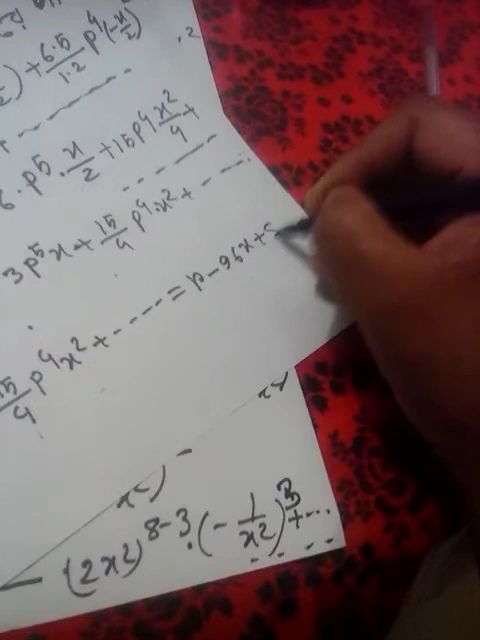 ) + 6·5/1·2 p⁴(-x/2)²
6·p⁵·x/2 + 15p⁴ x²/4 +
3p⁵x + 15/4 p⁴x² + ----
15/4 p⁴x² + ---- = p - 96x +
(2x²)⁸⁻³·(-1/x²)³ + ...